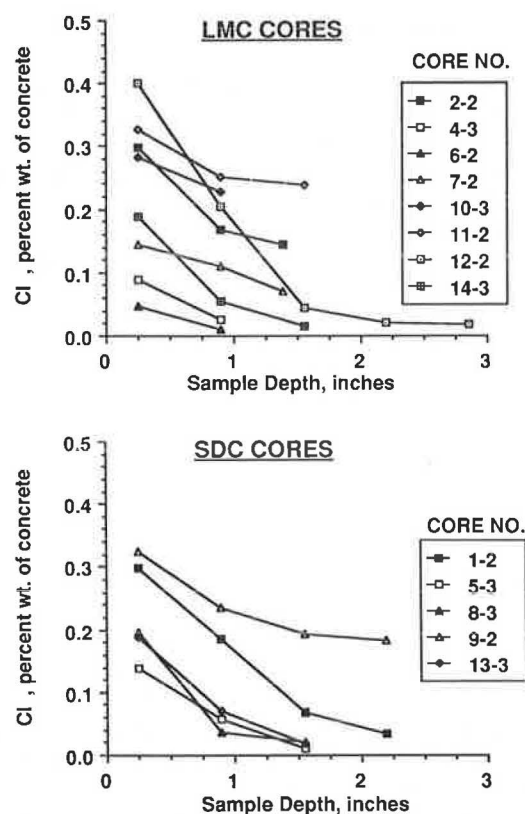 LMC CORES
CORE NO.
2-2
4-3
6-2
7-2
10-3
11-2
12-2
14-3
Cl , percent wt. of concrete
0.5
0.4
0.3
0.2
0.1
0.0
0 1 2 3
Sample Depth, inches
SDC CORES
CORE NO.
1-2
5-3
8-3
9-2
13-3
Cl , percent wt. of concrete
0.5
0.4
0.3
0.2
0.1
0.0
0 1 2 3
Sample Depth, inches